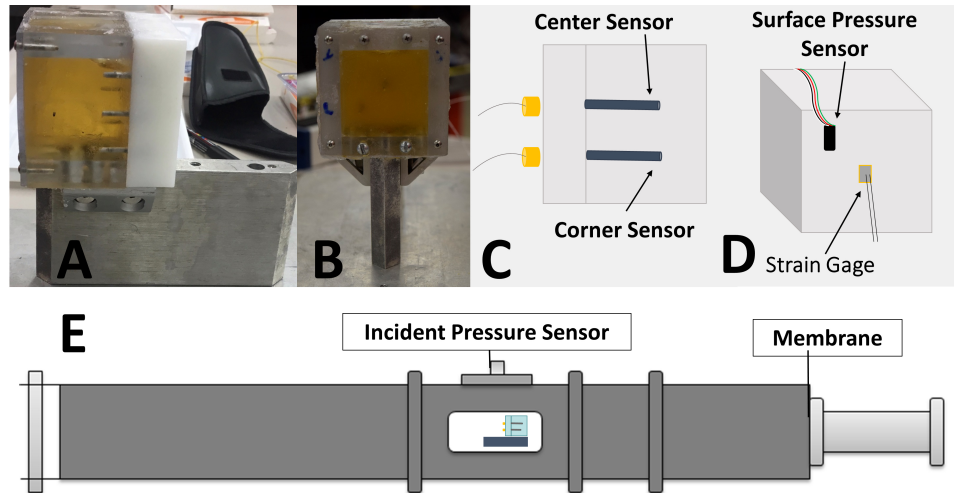 Center Sensor
Corner Sensor
Surface Pressure
Sensor
Strain Gage
A
B
C
D
E
Incident Pressure Sensor
Membrane